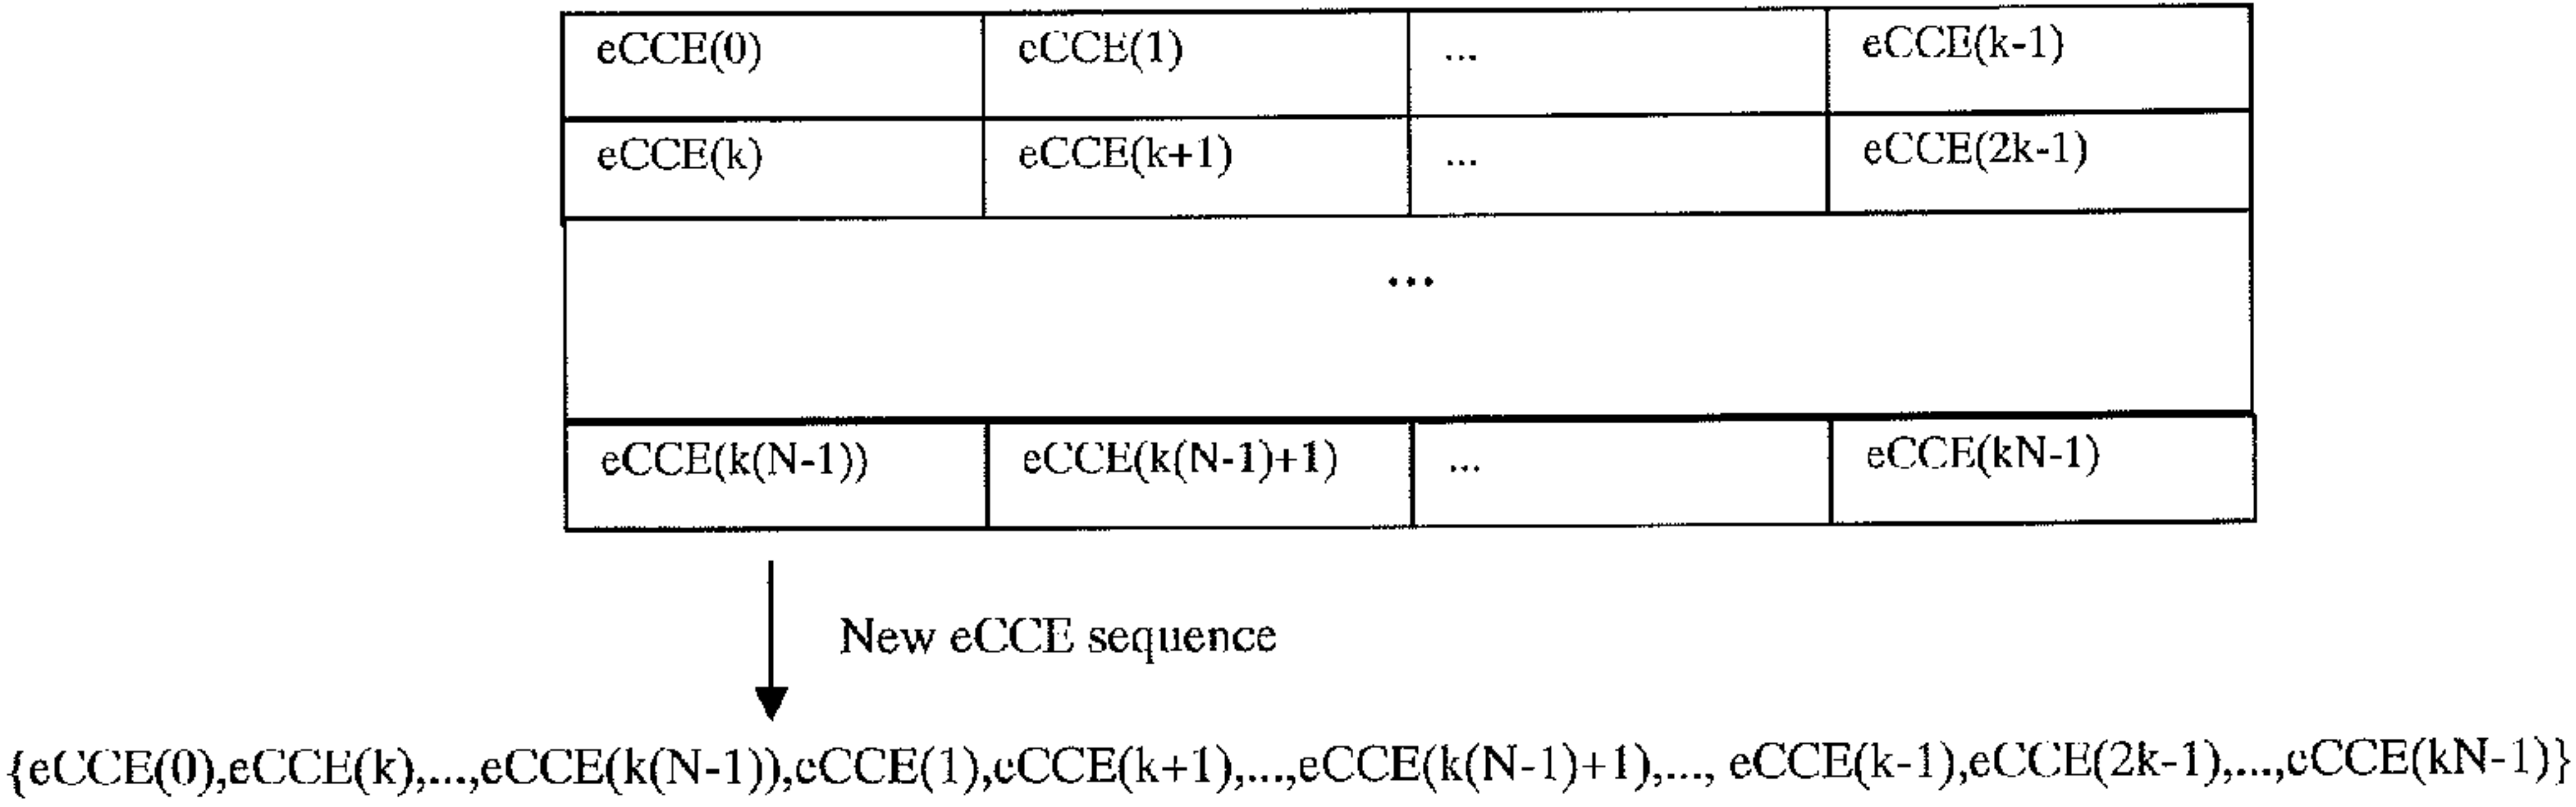 eCCE(0) eCCE(1) ... eCCE(k-1)
eCCE(k) eCCE(k+1) ... eCCE(2k-1)
...
eCCE(k(N-1)) eCCE(k(N-1)+1) ... eCCE(kN-1)
New eCCE sequence
{eCCE(0),eCCE(k),...,eCCE(k(N-1)),eCCE(1),eCCE(k+1),...,eCCE(k(N-1)+1),..., eCCE(k-1),eCCE(2k-1),...,eCCE(kN-1)}